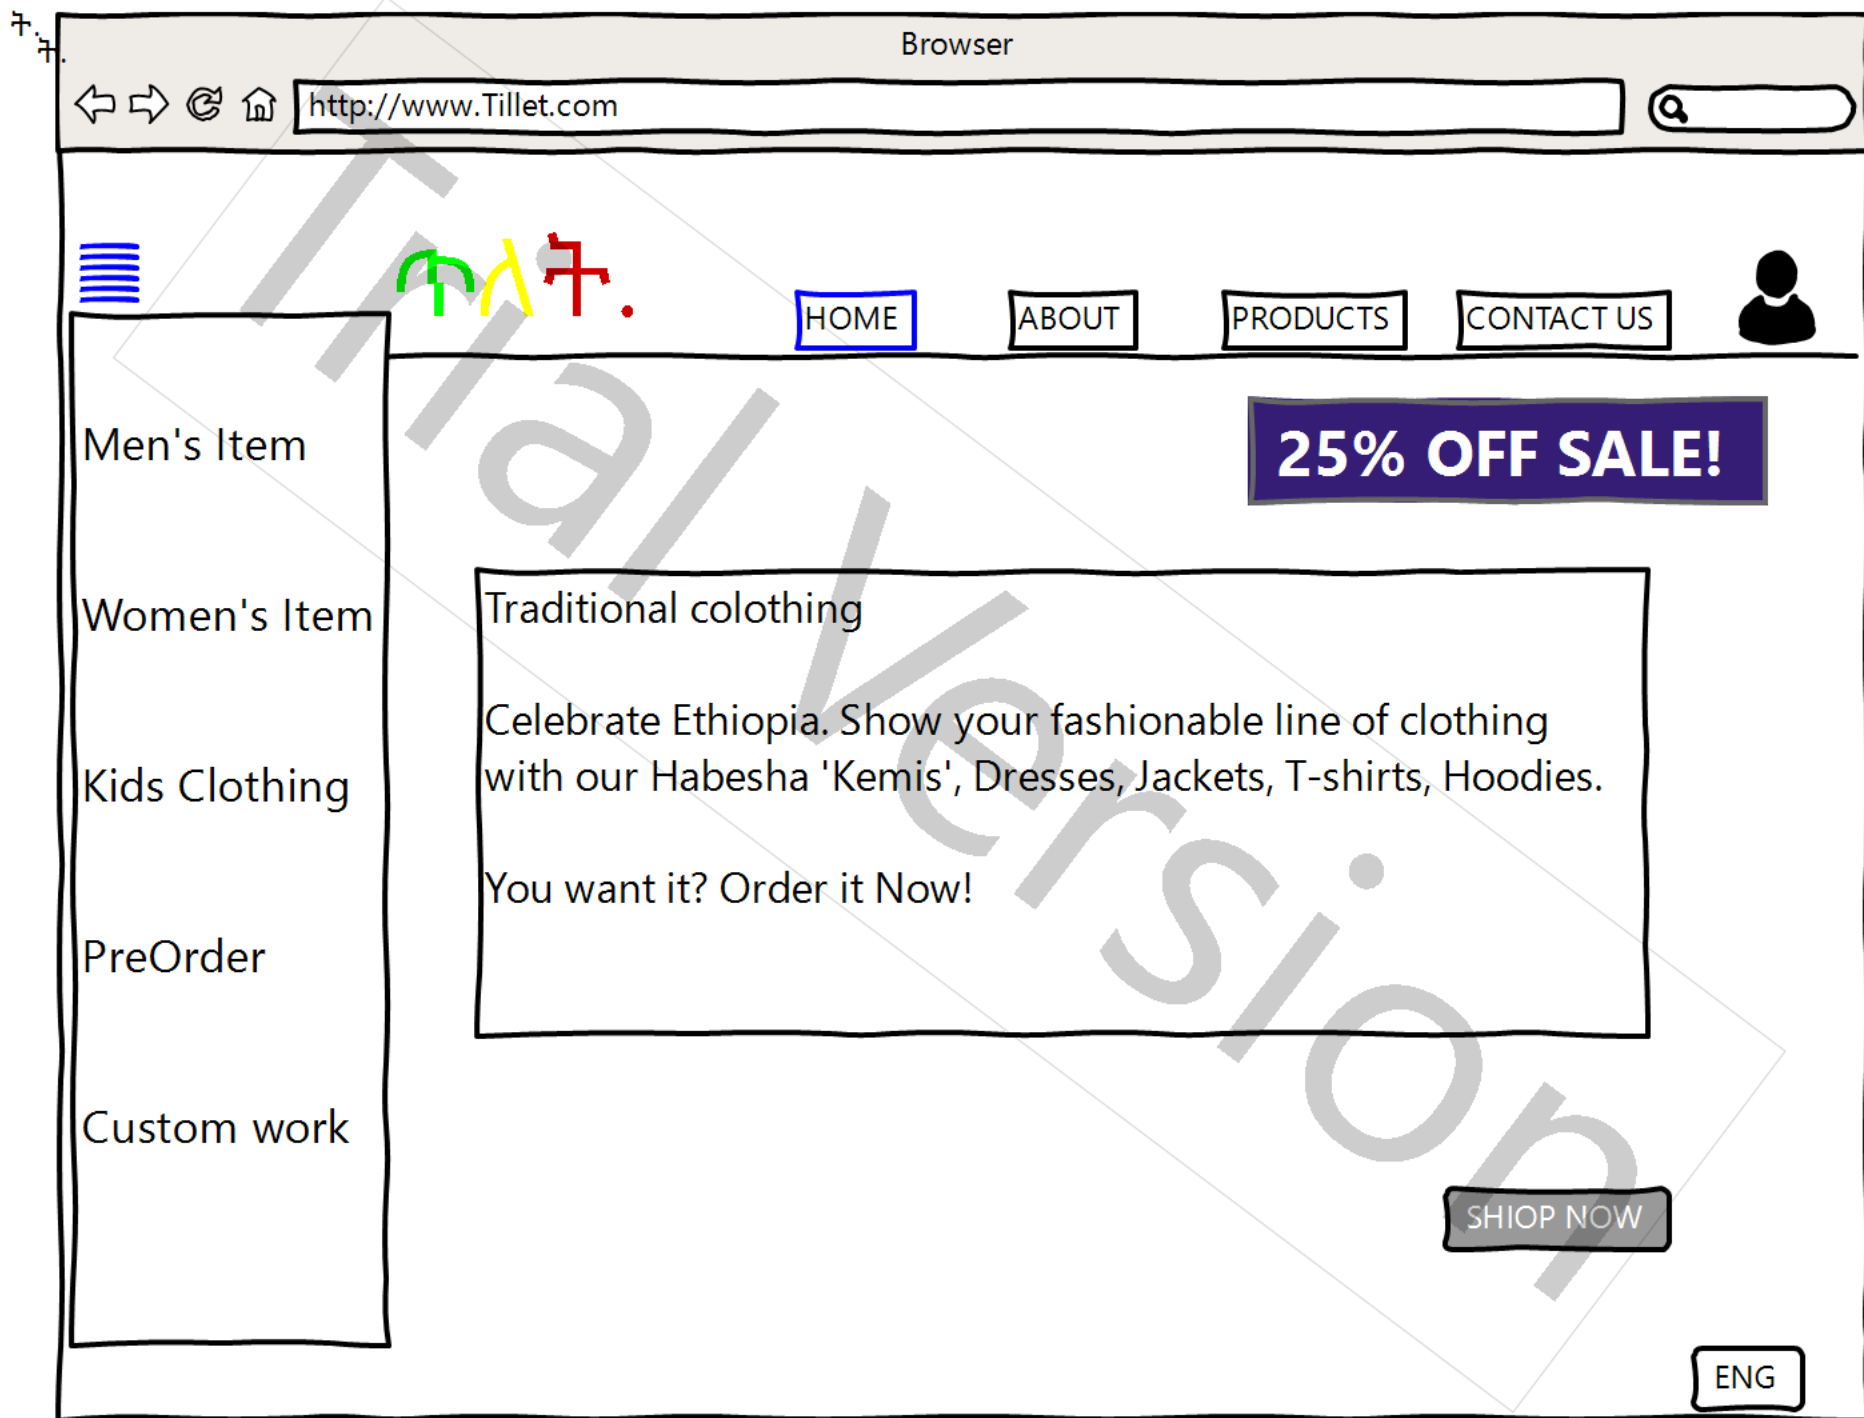 ት.
ት.
Browser
http://www.Tillet.com
ጥለት.
HOME
ABOUT
PRODUCTS
CONTACT US
25% OFF SALE!
Men's Item
Women's Item
Kids Clothing
PreOrder
Custom work
Traditional colothing
Celebrate Ethiopia. Show your fashionable line of clothing
with our Habesha 'Kemis', Dresses, Jackets, T-shirts, Hoodies.
You want it? Order it Now!
SHIOP NOW
ENG
Trial Version